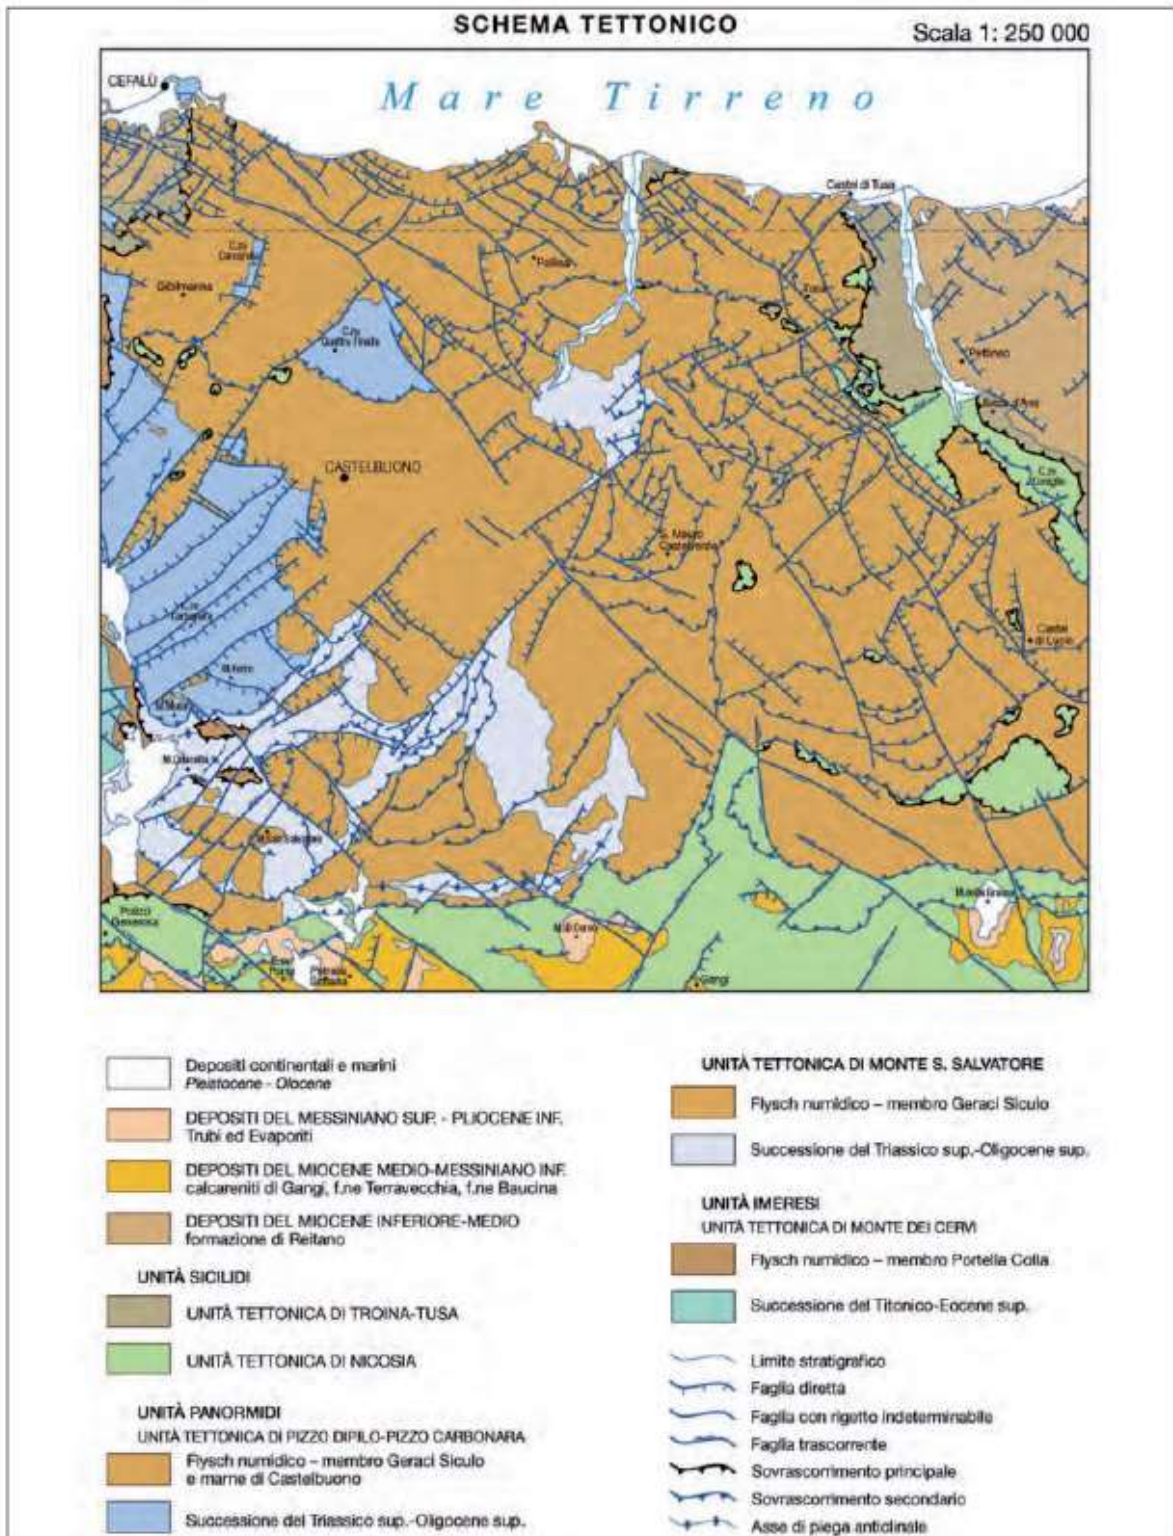 SCHEMA TETTONICO
Scala 1: 250 000
CEFALÙ
Mare Tirreno
Castel di Tusa
Pollina
Gibilmanna
Tusa
Pettineo
CASTELBUONO
S. Mauro
Castelverde
Castel
di Lucio
Polizzi
Generosa
Gangi
Depositi continentali e marini
Pleistocene - Olocene
DEPOSITI DEL MESSINIANO SUP. - PLIOCENE INF.
Trubi ed Evaporiti
DEPOSITI DEL MIOCENE MEDIO-MESSINIANO INF.
calcareniti di Gangi, f.ne Terravecchia, f.ne Baucina
DEPOSITI DEL MIOCENE INFERIORE-MEDIO
formazione di Reitano
UNITÀ SICILIDI
UNITÀ TETTONICA DI TROINA-TUSA
UNITÀ TETTONICA DI NICOSIA
UNITÀ PANORMIDI
UNITÀ TETTONICA DI PIZZO DIPILO-PIZZO CARBONARA
Flysch numidico – membro Geraci Siculo
e marne di Castelbuono
Successione del Triassico sup.-Oligocene sup.
UNITÀ TETTONICA DI MONTE S. SALVATORE
Flysch numidico – membro Geraci Siculo
Successione del Triassico sup.-Oligocene sup.
UNITÀ IMERESI
UNITÀ TETTONICA DI MONTE DEI CERVI
Flysch numidico – membro Portella Colla
Successione del Titonico-Eocene sup.
Limite stratigrafico
Faglia diretta
Faglia con rigetto indeterminabile
Faglia trascorrente
Sovrascorrimento principale
Sovrascorrimento secondario
Asse di piega anticlinale